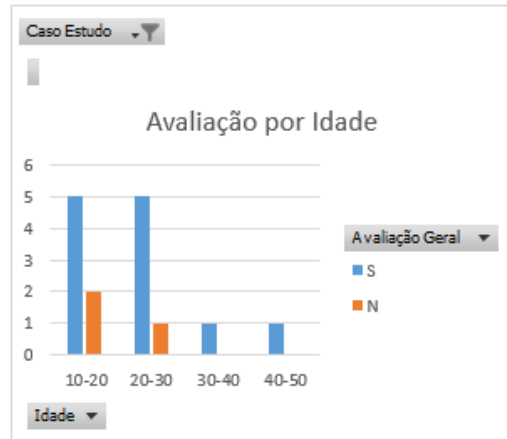 Caso Estudo
Avaliação por Idade
6
5
4
3
2
1
0
10-20 20-30 30-40 40-50
Avaliação Geral
S
N
Idade